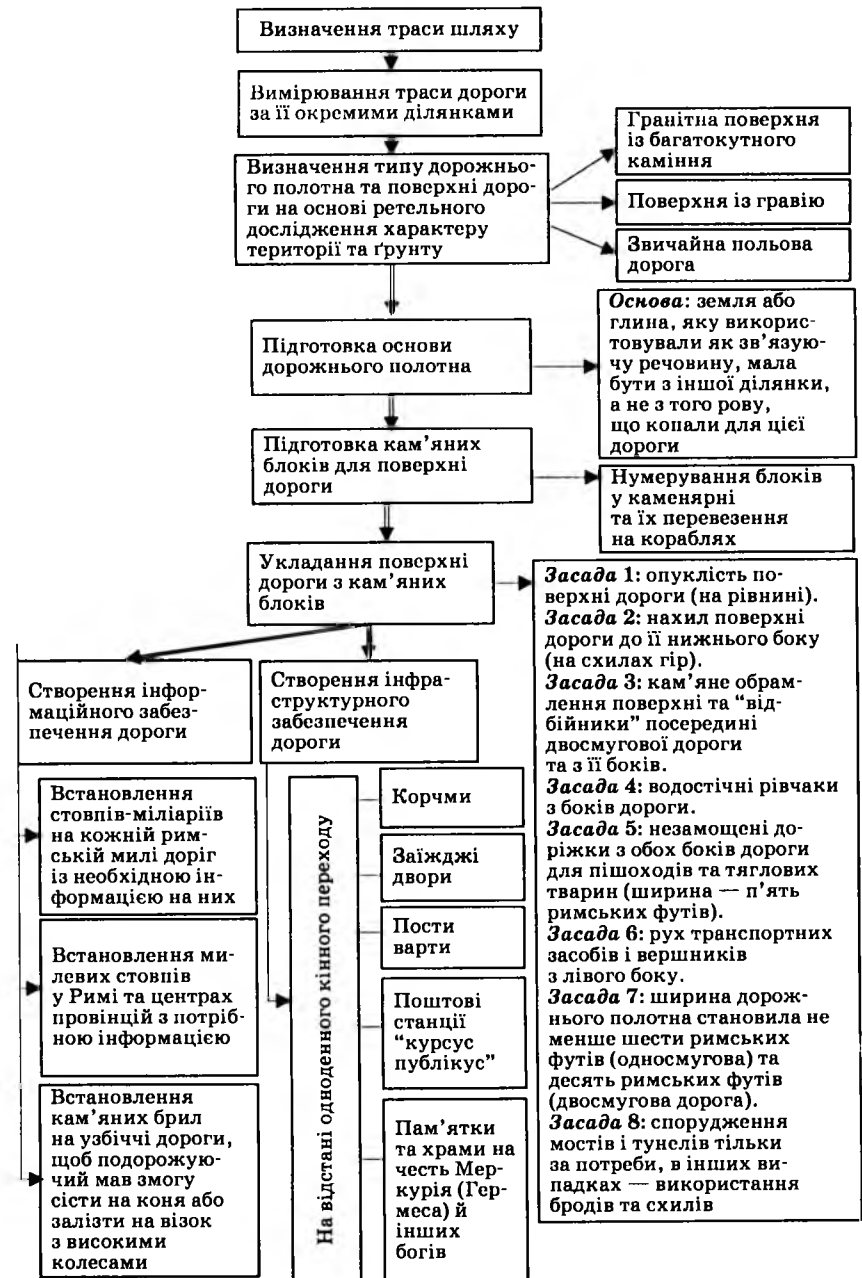 Визначення траси шляху
Вимірювання траси дороги
за її окремими ділянками
Визначення типу дорожньо-
го полотна та поверхні доро-
ги на основі ретельного
дослідження характеру
території та ґрунту
Гранітна поверхня
із багатокутного
каміння
Поверхня із гравію
Звичайна польова
дорога
Підготовка основи
дорожнього полотна
Основа: земля або
глина, яку викорис-
товували як зв’язую-
чу речовину, мала
бути з іншої ділянки,
а не з того рову,
що копали для цієї
дороги
Підготовка кам’яних
блоків для поверхні
дороги
Нумерування блоків
у каменярні
та їх перевезення
на кораблях
Укладання поверхні
дороги з кам’яних
блоків
Засада 1: опуклість по-
верхні дороги (на рівнині).
Засада 2: нахил поверхні
дороги до її нижнього боку
(на схилах гір).
Засада 3: кам’яне обрам-
лення поверхні та “від-
бійники” посередині
двосмугової дороги
та з її боків.
Засада 4: водостічні рівчаки
з боків дороги.
Засада 5: незамощені до-
ріжки з обох боків дороги
для пішоходів та тяглових
тварин (ширина — п’ять
римських футів).
Засада 6: рух транспортних
засобів і вершників
з лівого боку.
Засада 7: ширина дорож-
нього полотна становила не
менше шести римських
футів (односмугова) та
десять римських футів
(двосмугова дорога).
Засада 8: спорудження
мостів і тунелів тільки
за потреби, в інших ви-
падках — використання
бродів та схилів
Створення інфор-
маційного забез-
печення дороги
Встановлення
стовпів-міліаріїв
на кожній рим-
ській милі доріг
із необхідною ін-
формацією на них
Встановлення ми-
левих стовпів
у Римі та центрах
провінцій з потріб-
ною інформацією
Встановлення
кам’яних брил
на узбіччі дороги,
щоб подорожую-
чий мав змогу
сісти на коня або
залізти на візок
з високими
колесами
Створення інфра-
структурного
забезпечення
дороги
На відстані одноденного кінного переходу
Корчми
Заїжджі
двори
Пости
варти
Поштові
станції
“курсус
публікус”
Пам’ятки
та храми на
честь Мер-
курія (Гер-
меса) й
інших
богів